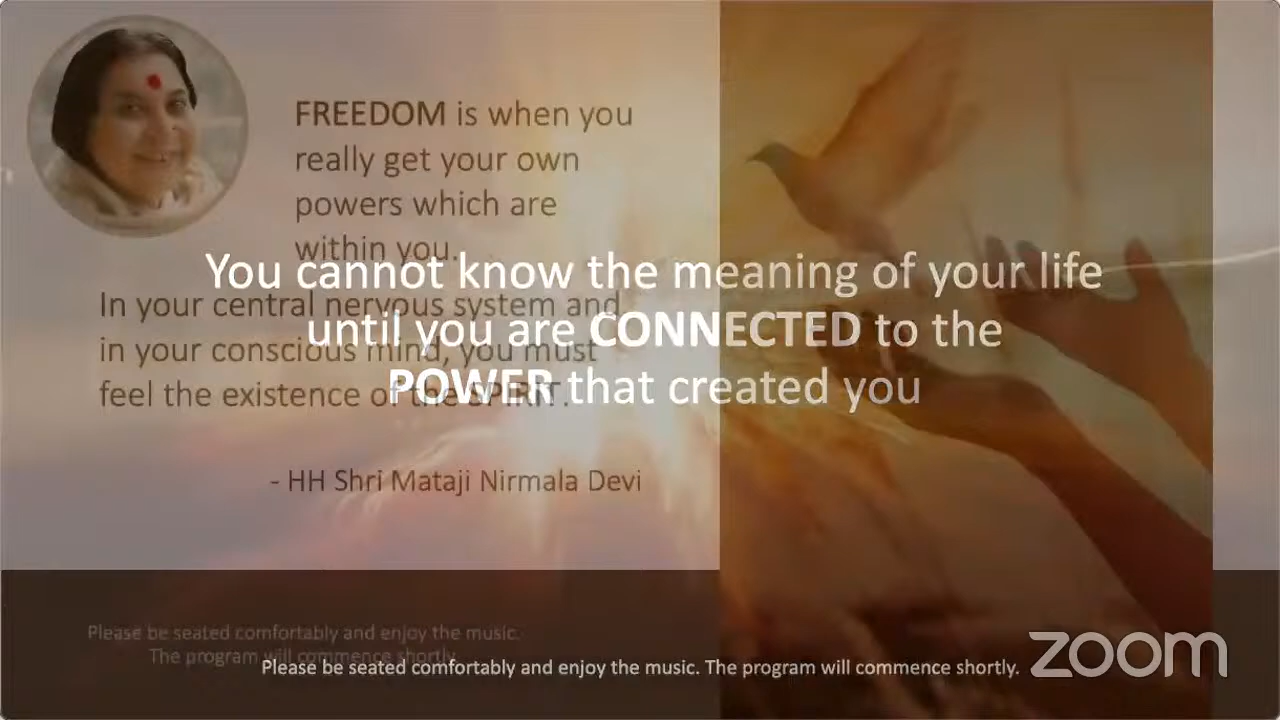 FREEDOM is when you
really get your own
powers which are
within you.
In your central nervous system and
in your conscious mind, you must
feel the existence of the SPIRIT.
- HH Shri Mataji Nirmala Devi
You cannot know the meaning of your life
until you are CONNECTED to the
POWER that created you
Please be seated comfortably and enjoy the music.
The program will commence shortly.
Please be seated comfortably and enjoy the music. The program will commence shortly.
zoom